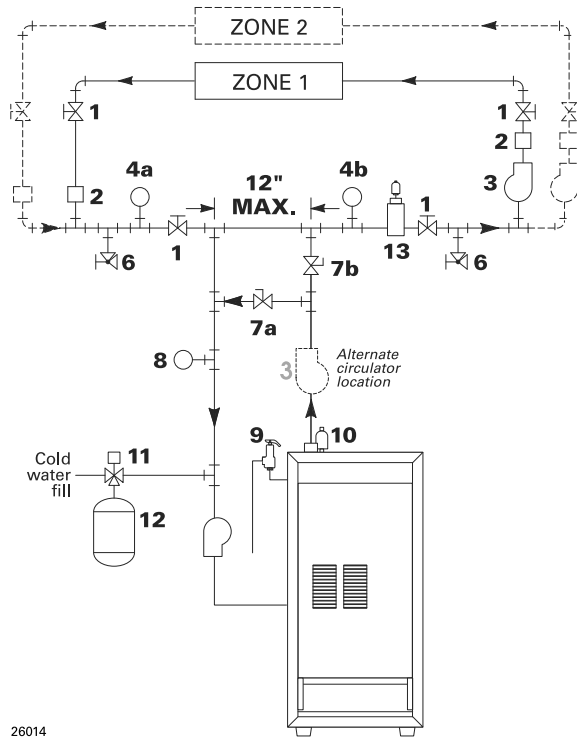 ZONE 2
ZONE 1
1
1
2
2
3
4a
4b
12"
MAX.
6
1
13
1
6
7b
7a
8
3
Alternate
circulator
location
9
10
11
Cold
water
fill
12
26014